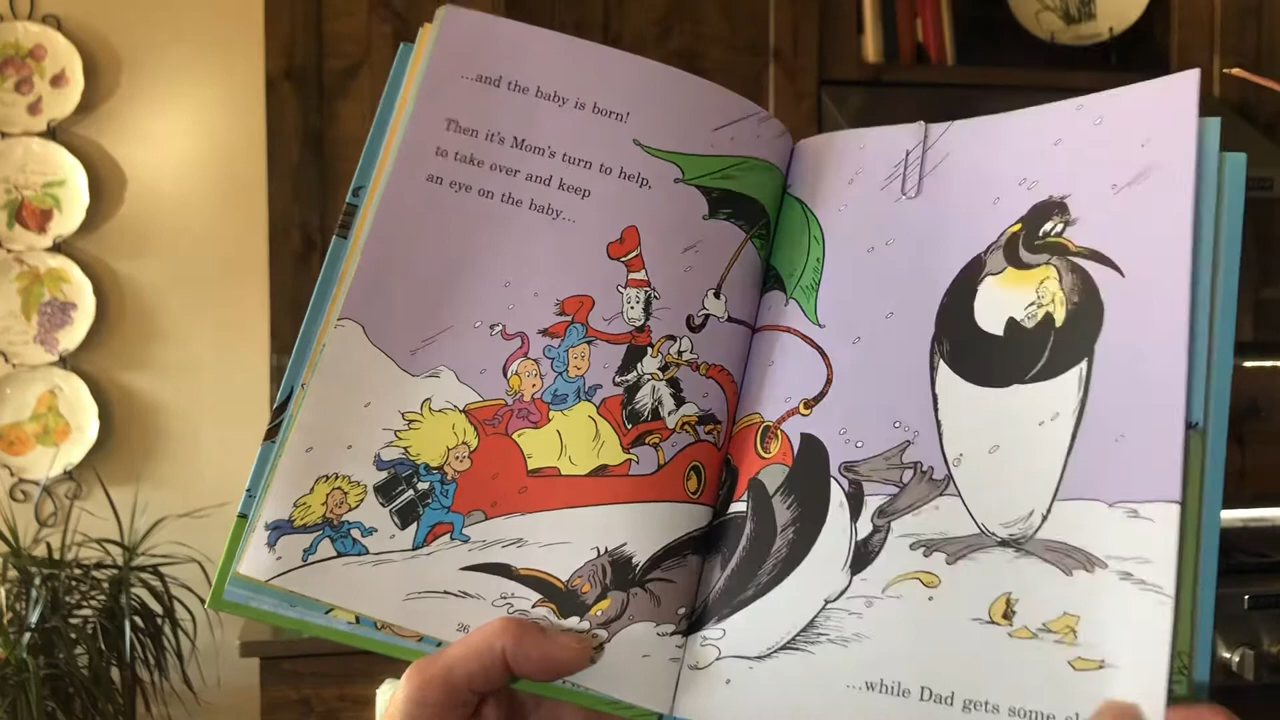 ...and the baby is born!
Then it's Mom's turn to help,
to take over and keep
an eye on the baby...
26
...while Dad gets some